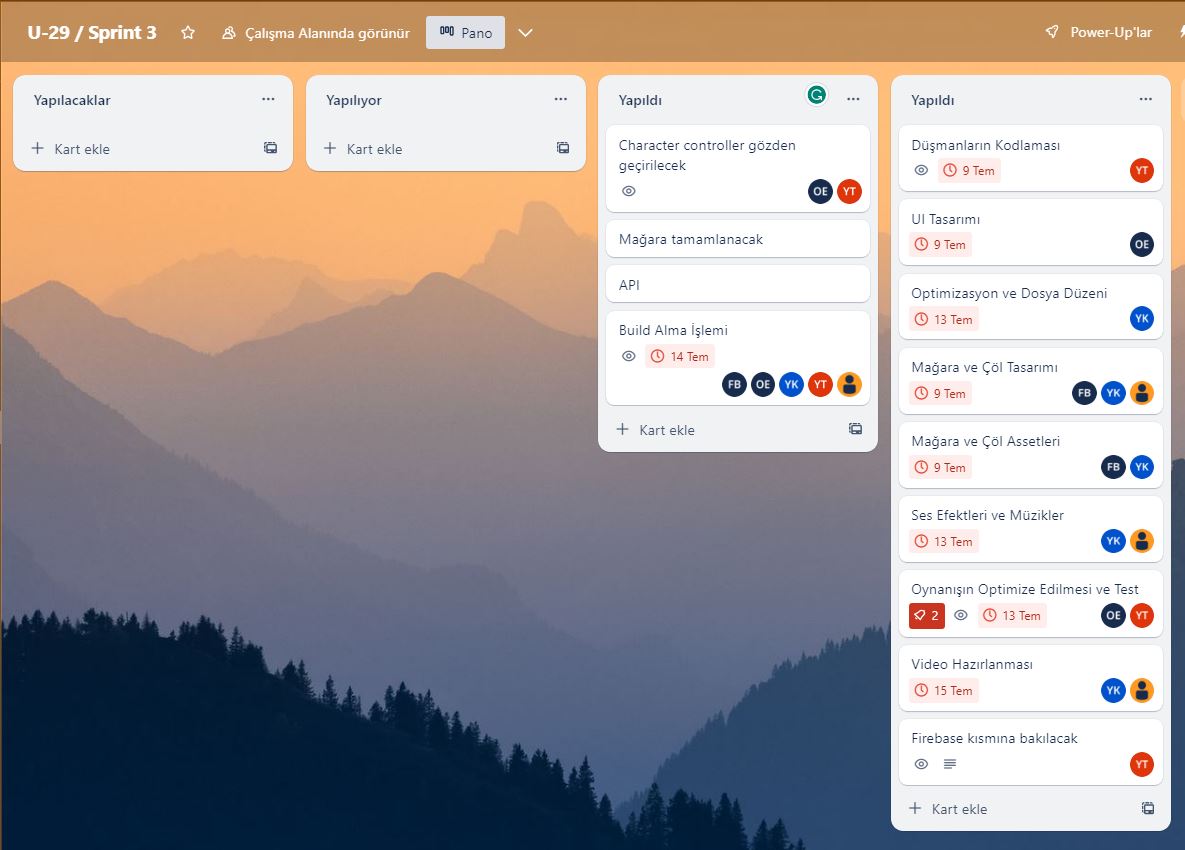 U-29 / Sprint 3
Çalışma Alanında görünür
Pano
Power-Up'lar
Yapılacaklar
Kart ekle
Yapılıyor
Kart ekle
Yapıldı
Character controller gözden
geçirilecek
OE YT
Mağara tamamlanacak
API
Build Alma İşlemi
14 Tem
FB OE YK YT
Kart ekle
Yapıldı
Düşmanların Kodlaması
9 Tem YT
UI Tasarımı
9 Tem OE
Optimizasyon ve Dosya Düzeni
13 Tem YK
Mağara ve Çöl Tasarımı
9 Tem FB YK
Mağara ve Çöl Assetleri
9 Tem FB YK
Ses Efektleri ve Müzikler
13 Tem YK
Oynanışın Optimize Edilmesi ve Test
2 13 Tem OE YT
Video Hazırlanması
15 Tem YK
Firebase kısmına bakılacak
YT
Kart ekle